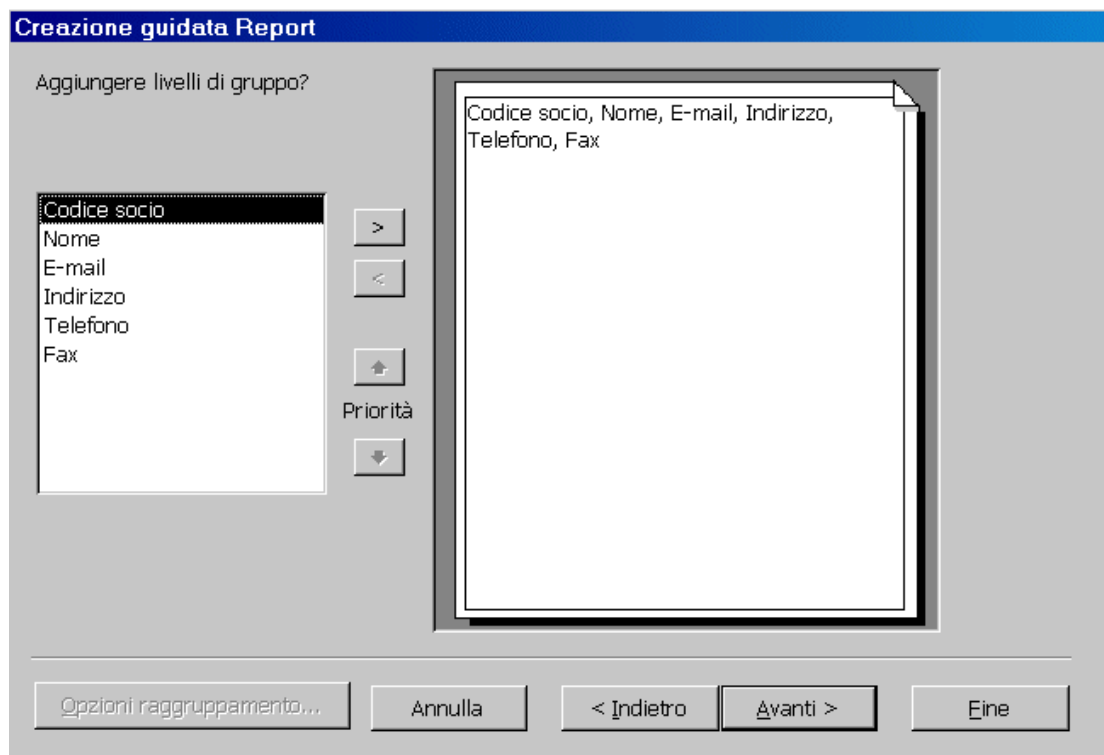 Creazione guidata Report
Aggiungere livelli di gruppo?
Codice socio
Nome
E-mail
Indirizzo
Telefono
Fax
>
<
Priorità
Codice socio, Nome, E-mail, Indirizzo,
Telefono, Fax
Opzioni raggruppamento...
Annulla
< Indietro
Avanti >
Fine